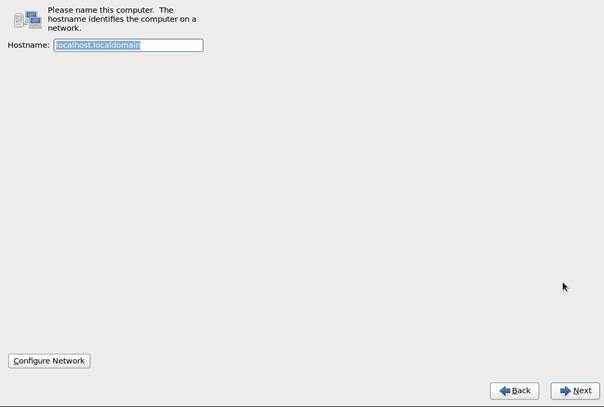 Please name this computer.  The
hostname identifies the computer on a
network.
Hostname: localhost.localdomain
Configure Network
Back Next